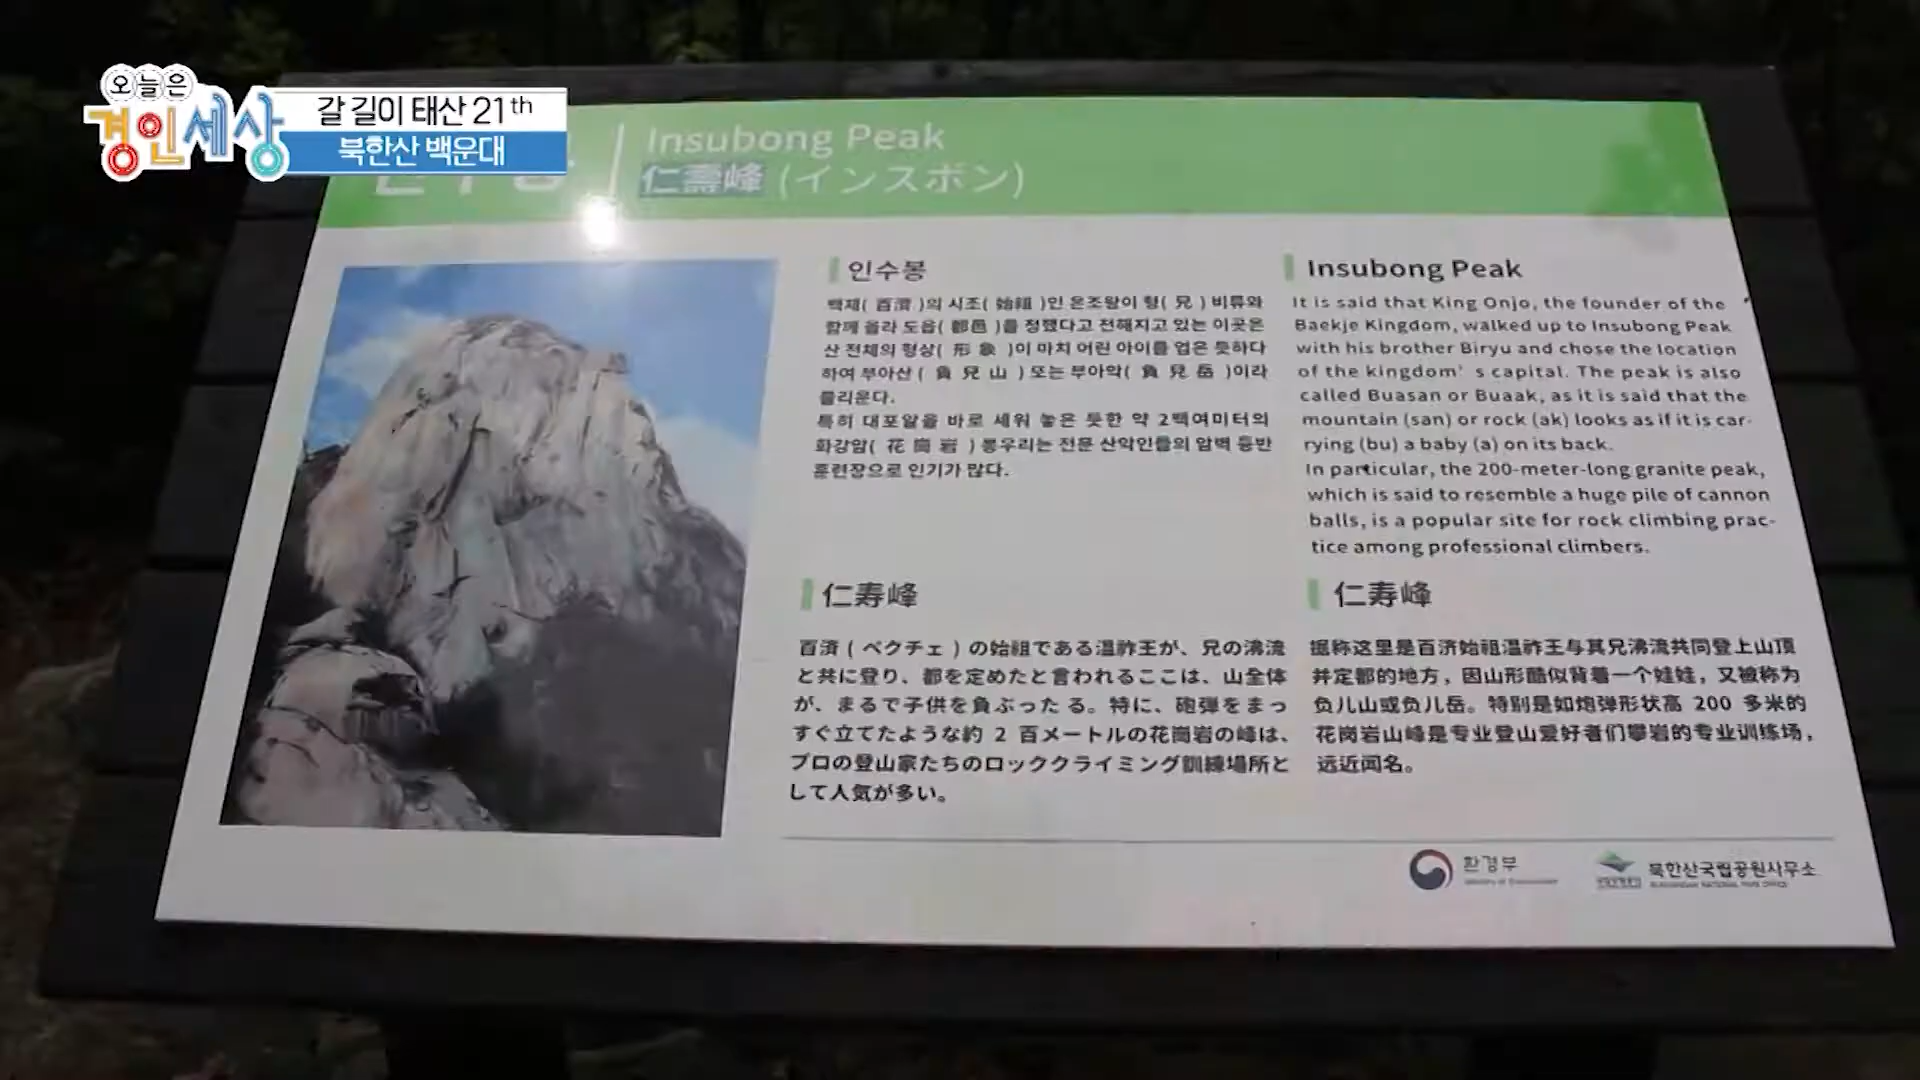 오늘은
경인세상
갈 길이 태산 21th
북한산 백운대
Insubong Peak
仁壽峰 (インスボン)
인수봉
백제( 百濟 )의 시조( 始祖 )인 온조왕이 형( 兄 ) 비류와
함께 올라 도읍( 都邑 )를 정했다고 전해지고 있는 이곳은
산 전체의 형상( 形 象 )이 마치 어린 아이를 업은 듯하다
하여 부아산 ( 負 兒 山 ) 또는 부아악( 負 兒 岳 )이라
불리운다.
특히 대포알을 바로 세워 놓은 듯한 약 2백여미터의
화강암( 花 崗 岩 ) 봉우리는 전문 산악인들의 암벽 등반
훈련장으로 인기가 많다.
Insubong Peak
It is said that King Onjo, the founder of the
Baekje Kingdom, walked up to Insubong Peak
with his brother Biryu and chose the location
of the kingdom' s capital. The peak is also
called Buasan or Buaak, as it is said that the
mountain (san) or rock (ak) looks as if it is car-
rying (bu) a baby (a) on its back.
In particular, the 200-meter-long granite peak,
which is said to resemble a huge pile of cannon
balls, is a popular site for rock climbing prac-
tice among professional climbers.
仁寿峰
百済 ( ペクチェ ) の始祖である温祚王が、兄の沸流
と共に登り、都を定めたと言われるここは、山全体
が、まるで子供を負ぶった る。特に、砲弾をまっ
すぐ立てたような約 2 百メートルの花崗岩の峰は、
プロの登山家たちのロッククライミング訓練場所と
して人気が多い。
仁寿峰
据称这里是百济始祖温祚王与其兄沸流共同登上山顶
并定都的地方，因山形酷似背着一个娃娃，又被称为
负儿山或负儿岳。特别是如炮弹形状高 200 多米的
花岗岩山峰是专业登山爱好者们攀岩的专业训练场，
远近闻名。
환경부
Ministry of Environment
북한산국립공원사무소
BUKHANSAN NATIONAL PARK OFFICE